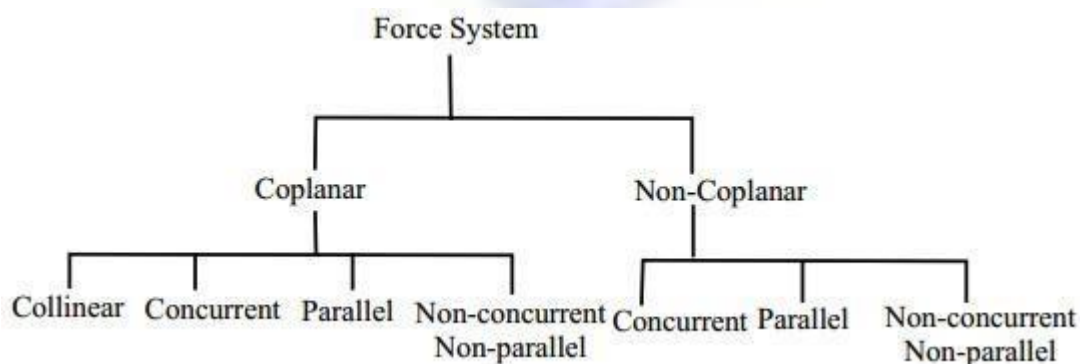 Force System
Coplanar
Non-Coplanar
Collinear
Concurrent
Parallel
Non-concurrent
Non-parallel
Concurrent
Parallel
Non-concurrent
Non-parallel